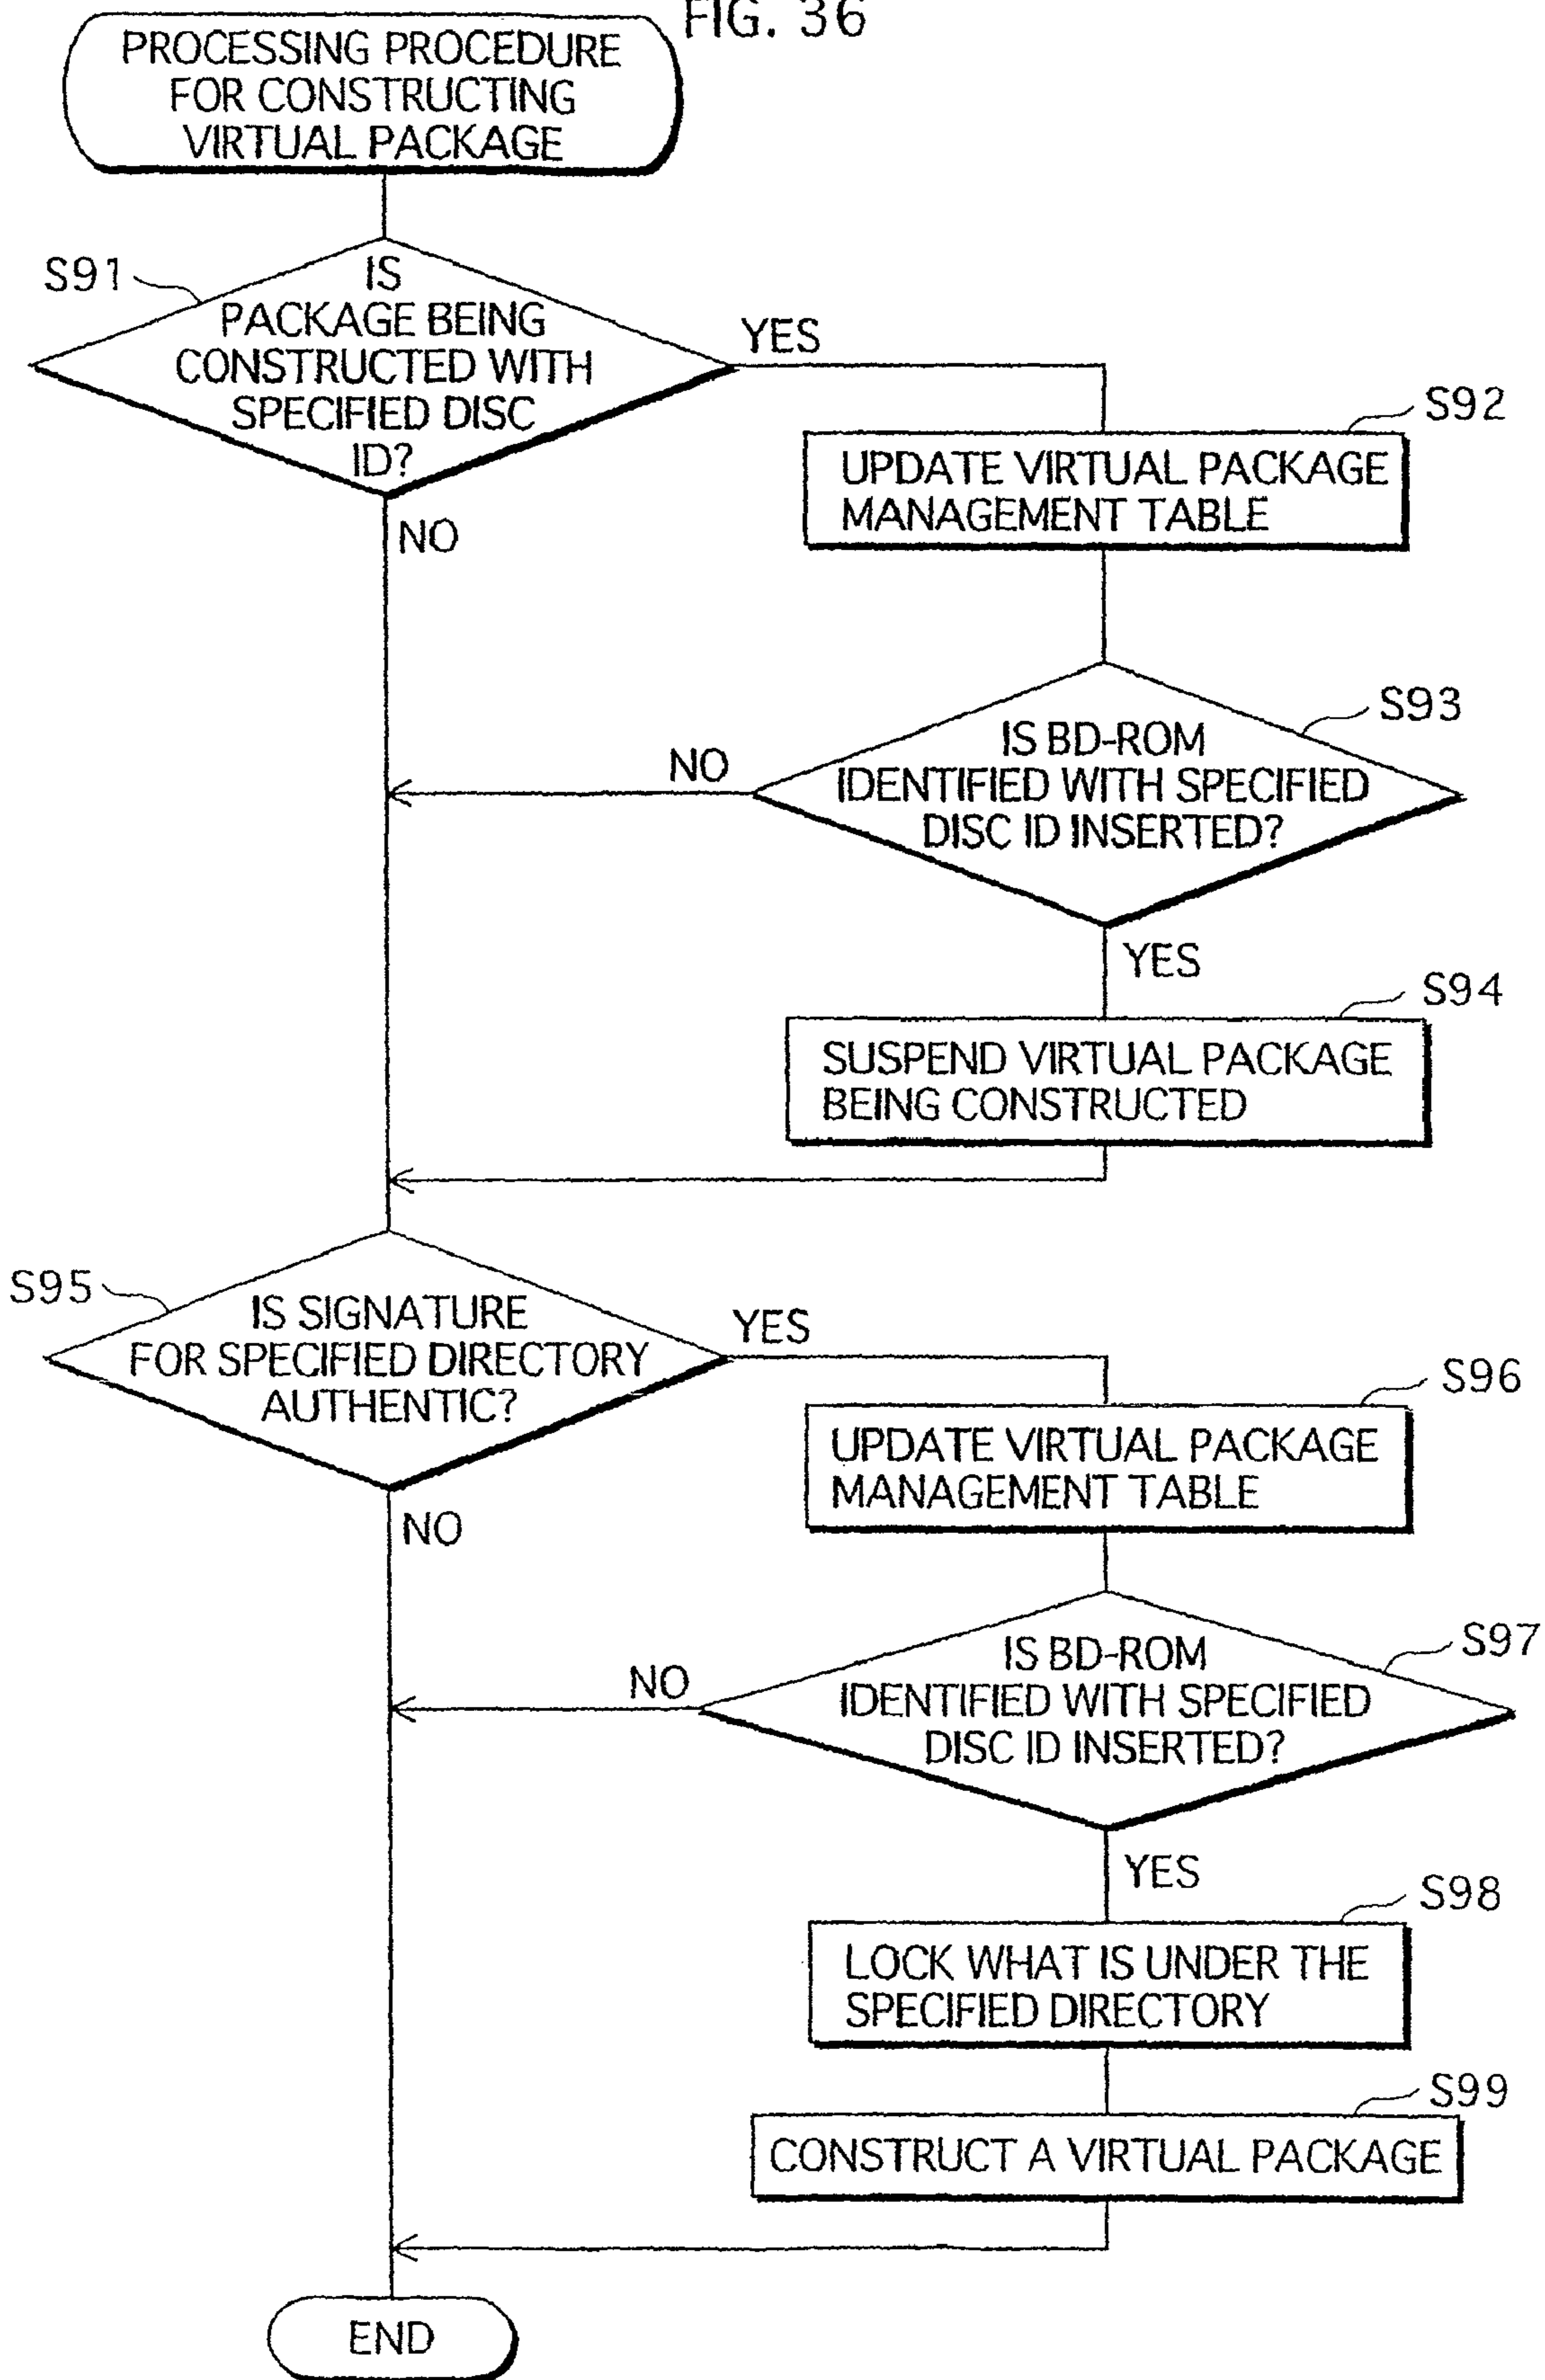 FIG. 36
PROCESSING PROCEDURE
FOR CONSTRUCTING
VIRTUAL PACKAGE
S91
IS
PACKAGE BEING
CONSTRUCTED WITH
SPECIFIED DISC
ID?
YES
NO
S92
UPDATE VIRTUAL PACKAGE
MANAGEMENT TABLE
S93
IS BD-ROM
IDENTIFIED WITH SPECIFIED
DISC ID INSERTED?
NO
YES
S94
SUSPEND VIRTUAL PACKAGE
BEING CONSTRUCTED
S95
IS SIGNATURE
FOR SPECIFIED DIRECTORY
AUTHENTIC?
YES
NO
S96
UPDATE VIRTUAL PACKAGE
MANAGEMENT TABLE
S97
IS BD-ROM
IDENTIFIED WITH SPECIFIED
DISC ID INSERTED?
NO
YES
S98
LOCK WHAT IS UNDER THE
SPECIFIED DIRECTORY
S99
CONSTRUCT A VIRTUAL PACKAGE
END